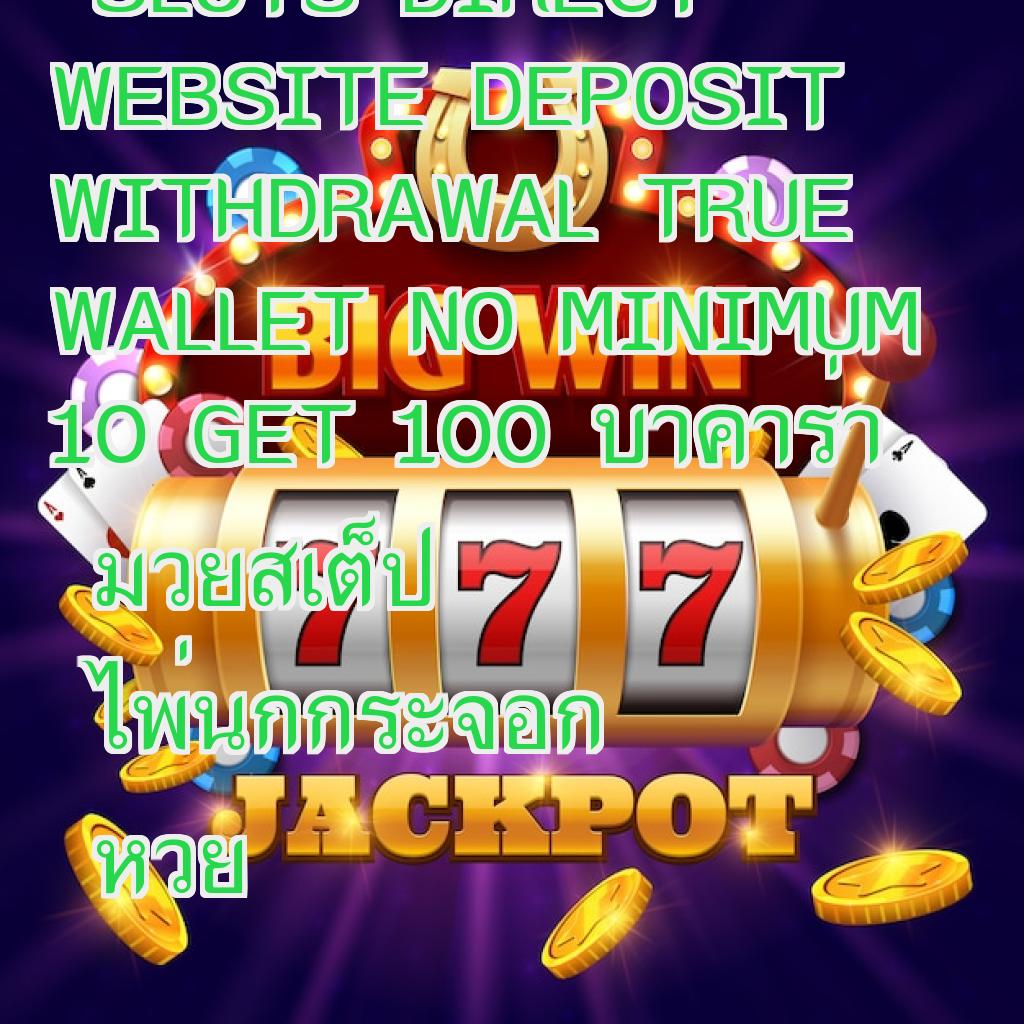 SLOTS DIRECT
WEBSITE DEPOSIT
WITHDRAWAL TRUE
WALLET NO MINIMUM
BIG WIN
10 GET 100 บาคารา
มวยสเต็ป
777
ไพ่นกกระจอก
JACKPOT
หวย